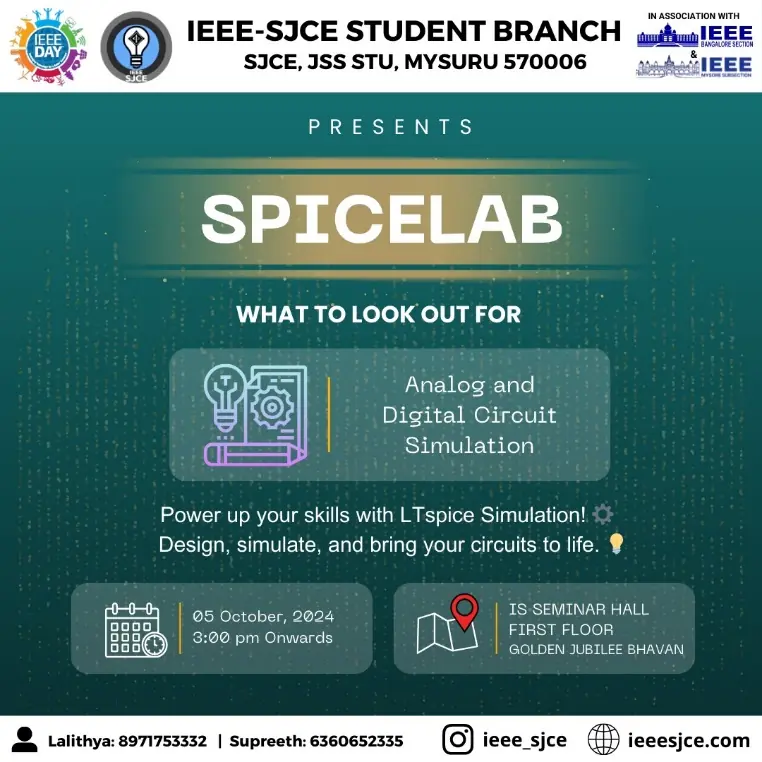 IEEE DAY
IEEE
SJCE
IEEE-SJCE STUDENT BRANCH
SJCE, JSS STU, MYSURU 570006
IN ASSOCIATION WITH
IEEE
BANGALORE SECTION
&
IEEE
MYSORE SUBSECTION
PRESENTS
SPICELAB
WHAT TO LOOK OUT FOR
Analog and
Digital Circuit
Simulation
Power up your skills with LTspice Simulation! ⚙️
Design, simulate, and bring your circuits to life. 💡
05 October, 2024
3:00 pm Onwards
IS SEMINAR HALL
FIRST FLOOR
GOLDEN JUBILEE BHAVAN
Lalithya: 8971753332 | Supreeth: 6360652335
ieee_sjce
ieeesjce.com